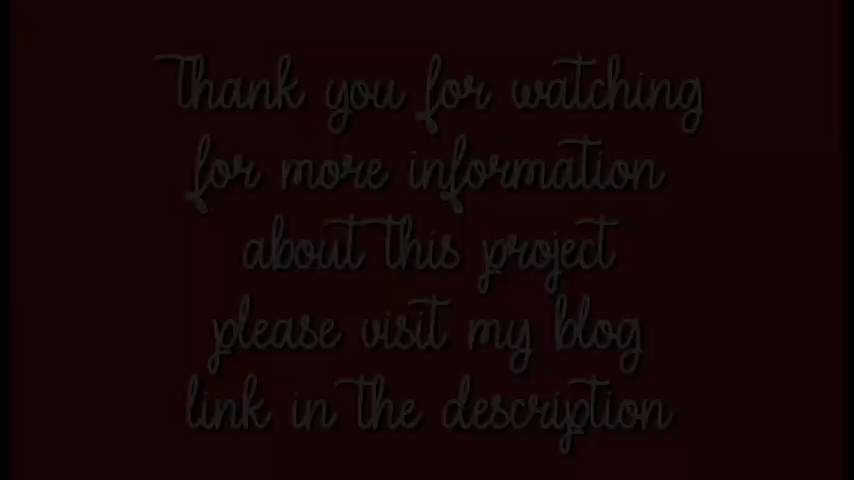 Thank you for watching
for more information
about this project
please visit my blog
link in the description